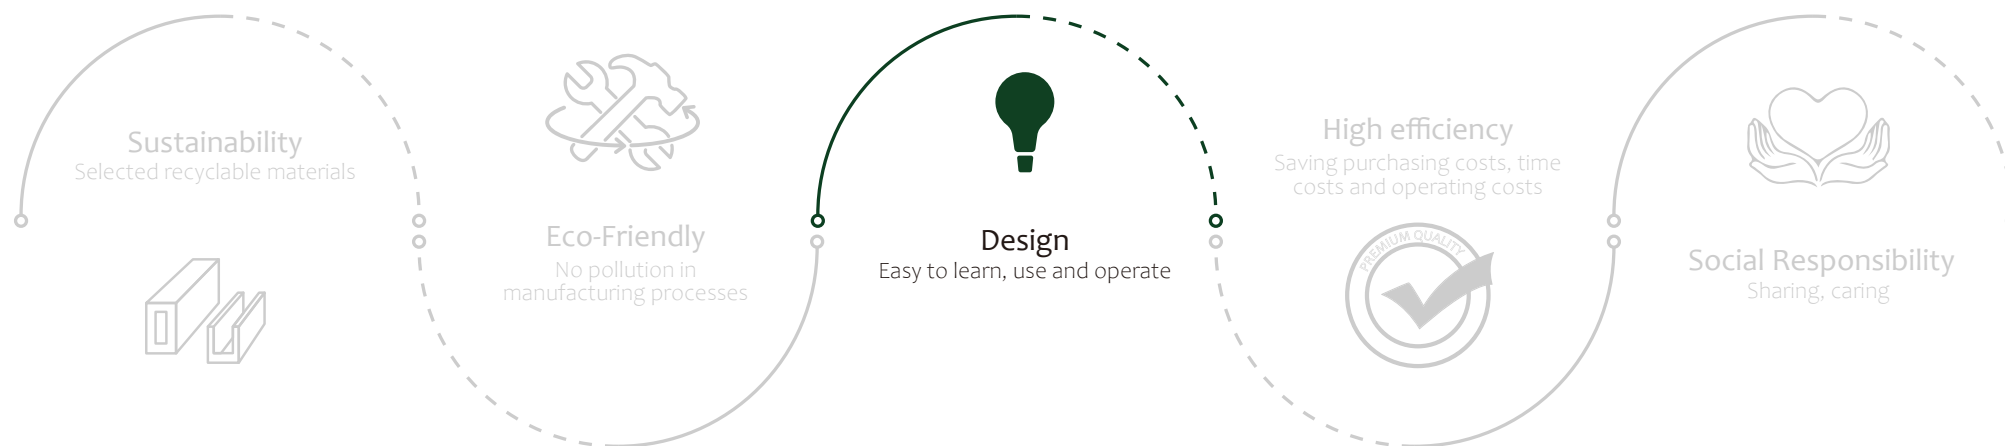 Sustainability
Selected recyclable materials
Eco-Friendly
No pollution in
manufacturing processes
Design
Easy to learn, use and operate
High efficiency
Saving purchasing costs, time
costs and operating costs
PREMIUM QUALITY
Social Responsibility
Sharing, caring